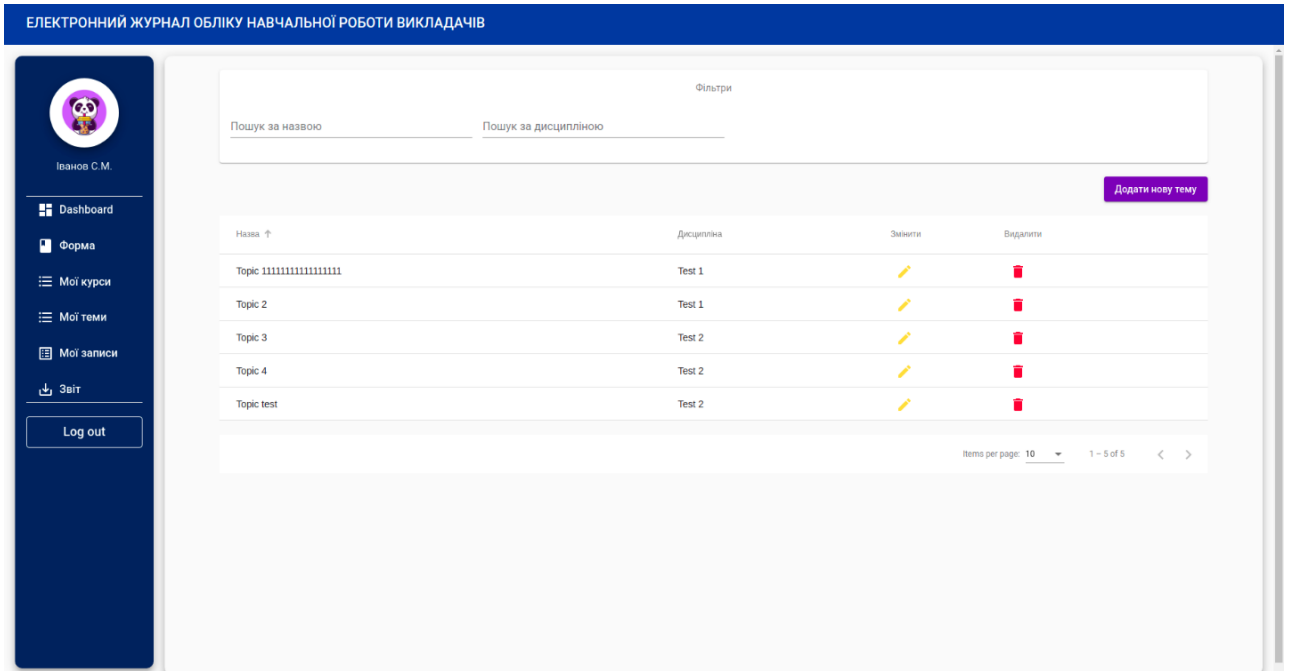 ЕЛЕКТРОННИЙ ЖУРНАЛ ОБЛІКУ НАВЧАЛЬНОЇ РОБОТИ ВИКЛАДАЧІВ
Іванов С.М.
Dashboard
Форма
Мої курси
Мої теми
Мої записи
Звіт
Log out
Фільтри
Пошук за назвою Пошук за дисципліною
Додати нову тему
Назва Дисципліна Змінити Видалити
Topic 11111111111111111 Test 1
Topic 2 Test 1
Topic 3 Test 2
Topic 4 Test 2
Topic test Test 2
Items per page: 10 1 – 5 of 5